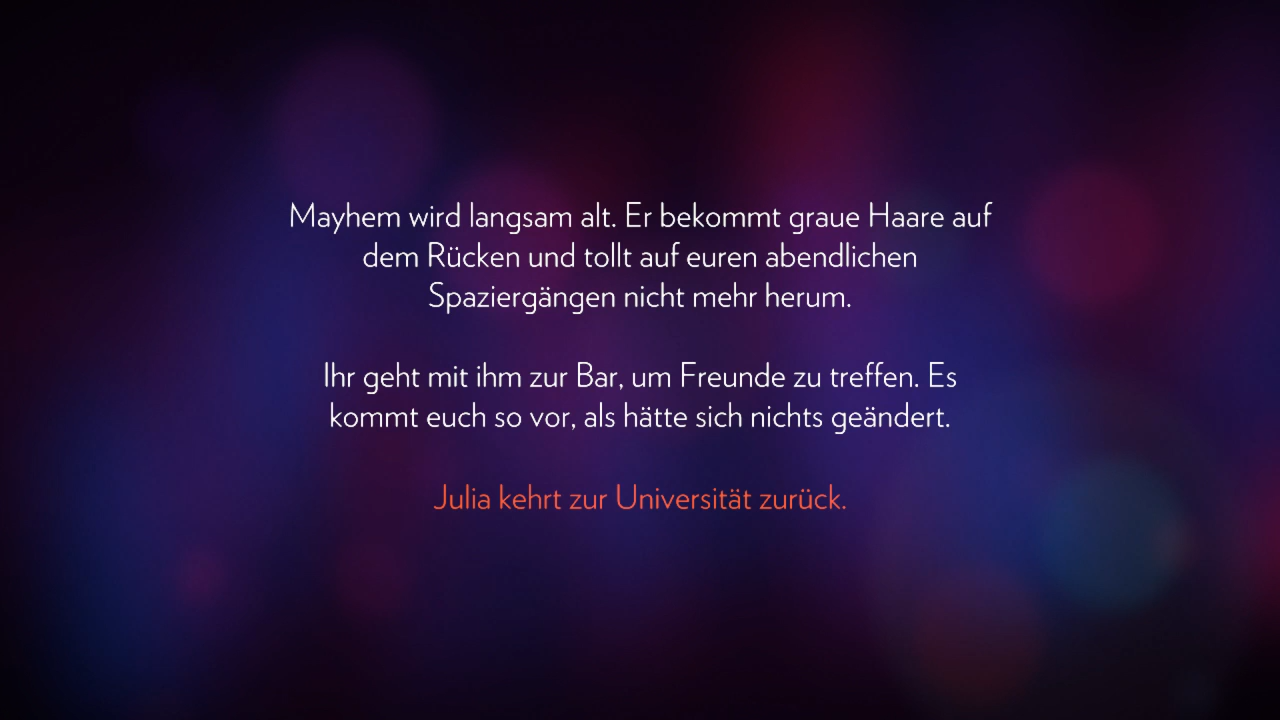 Mayhem wird langsam alt. Er bekommt graue Haare auf
dem Rücken und tollt auf euren abendlichen
Spaziergängen nicht mehr herum.
Ihr geht mit ihm zur Bar, um Freunde zu treffen. Es
kommt euch so vor, als hätte sich nichts geändert.
Julia kehrt zur Universität zurück.